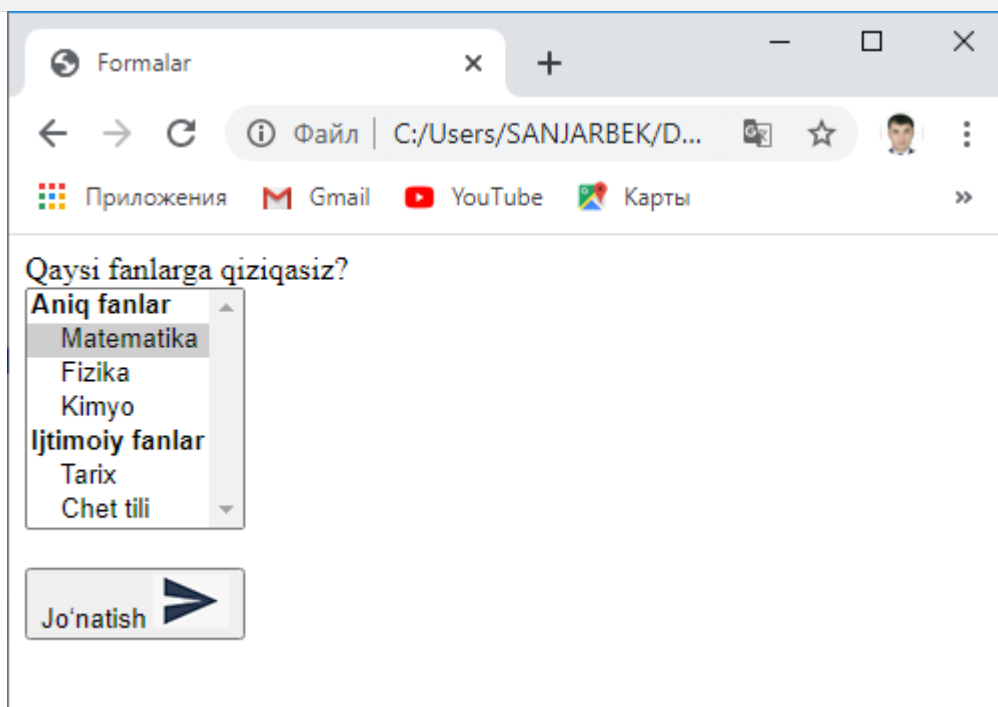 Formalar
Файл | C:/Users/SANJARBEK/D...
Приложения Gmail YouTube Карты »
Qaysi fanlarga qiziqasiz?
Aniq fanlar
Matematika
Fizika
Kimyo
Ijtimoiy fanlar
Tarix
Chet tili
Jo‘natish